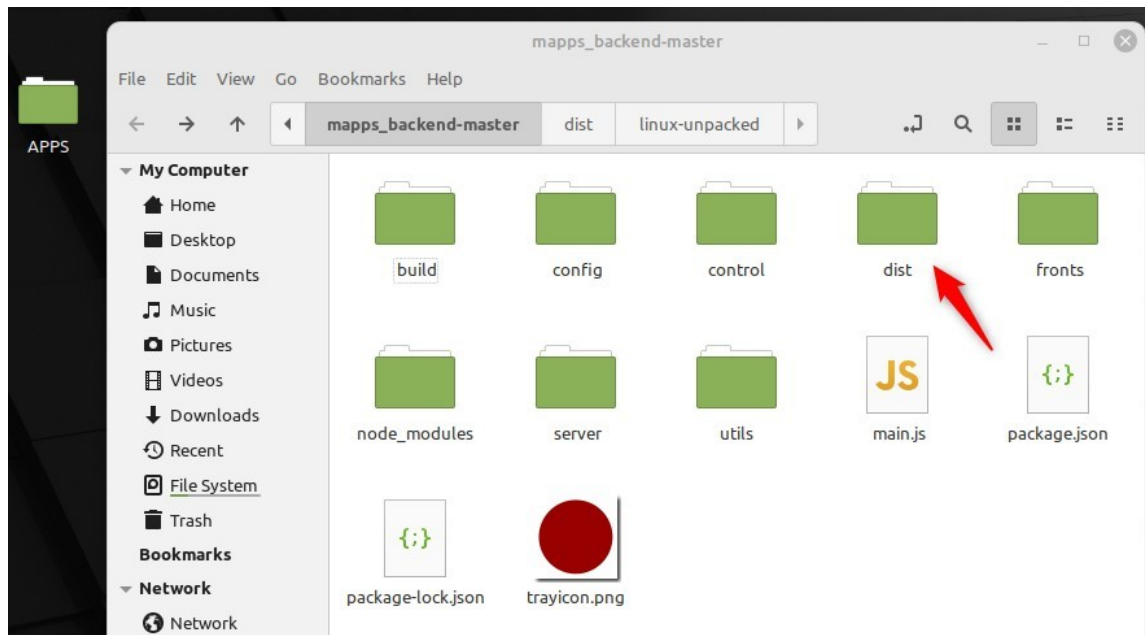 mapps_backend-master
File Edit View Go Bookmarks Help
APPS
mapps_backend-master dist linux-unpacked
My Computer
Home
Desktop
Documents
Music
Pictures
Videos
Downloads
Recent
File System
Trash
Bookmarks
Network
Network
build config control dist fronts
JS {;}
node_modules server utils main.js package.json
{;}
package-lock.json trayicon.png